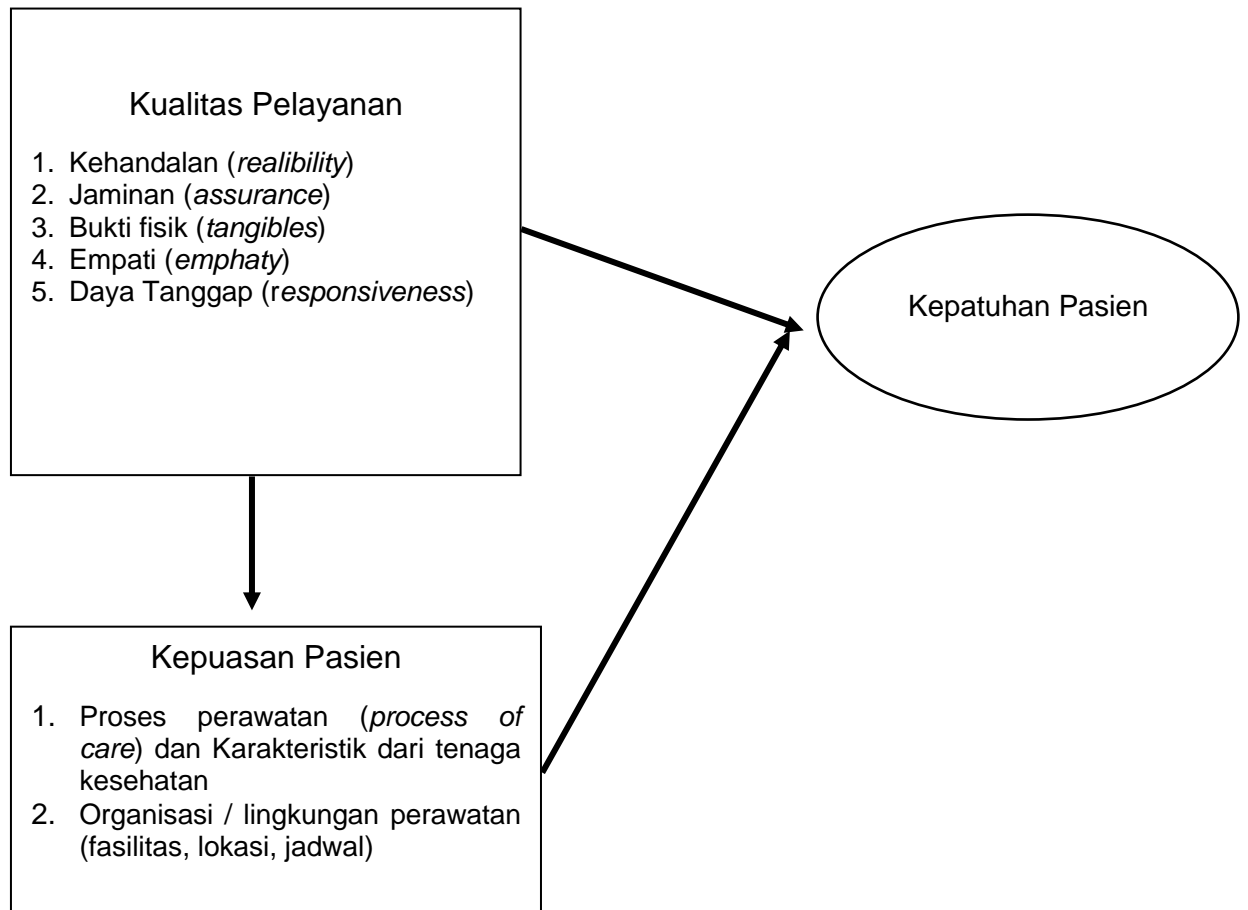 Kualitas Pelayanan
1. Kehandalan (realibility)
2. Jaminan (assurance)
3. Bukti fisik (tangibles)
4. Empati (emphaty)
5. Daya Tanggap (responsiveness)
Kepatuhan Pasien
Kepuasan Pasien
1. Proses perawatan (process of
care) dan Karakteristik dari tenaga
kesehatan
2. Organisasi / lingkungan perawatan
(fasilitas, lokasi, jadwal)